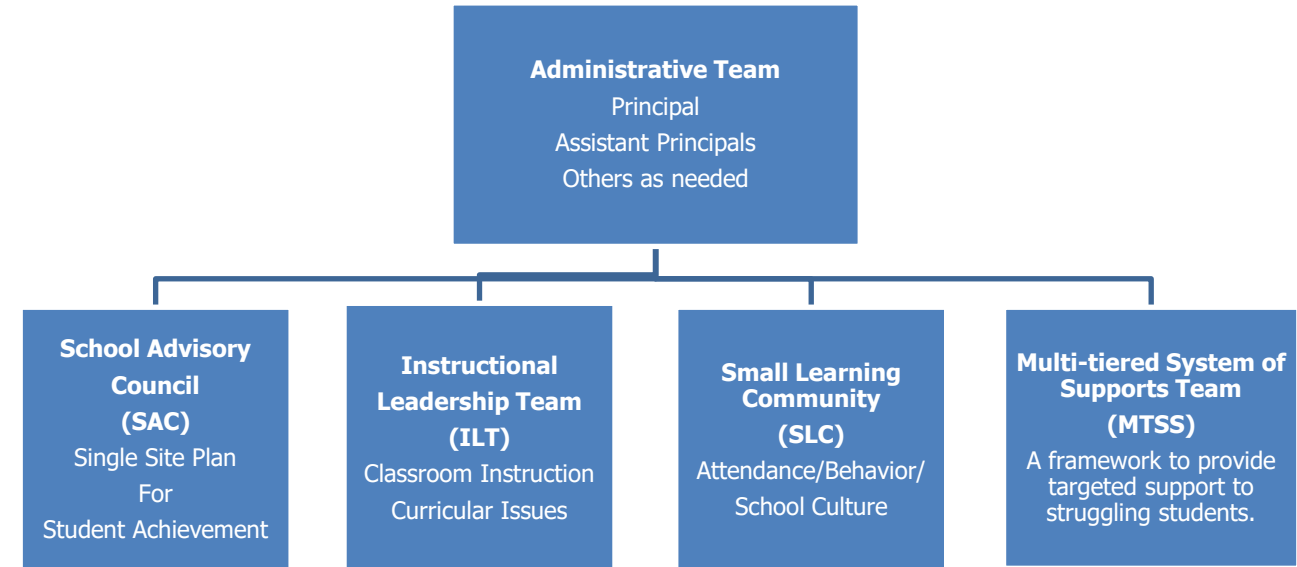 Administrative Team
Principal
Assistant Principals
Others as needed
School Advisory
Council
(SAC)
Single Site Plan
For
Student Achievement
Instructional
Leadership Team
(ILT)
Classroom Instruction
Curricular Issues
Small Learning
Community
(SLC)
Attendance/Behavior/
School Culture
Multi-tiered System of
Supports Team
(MTSS)
A framework to provide
targeted support to
struggling students.